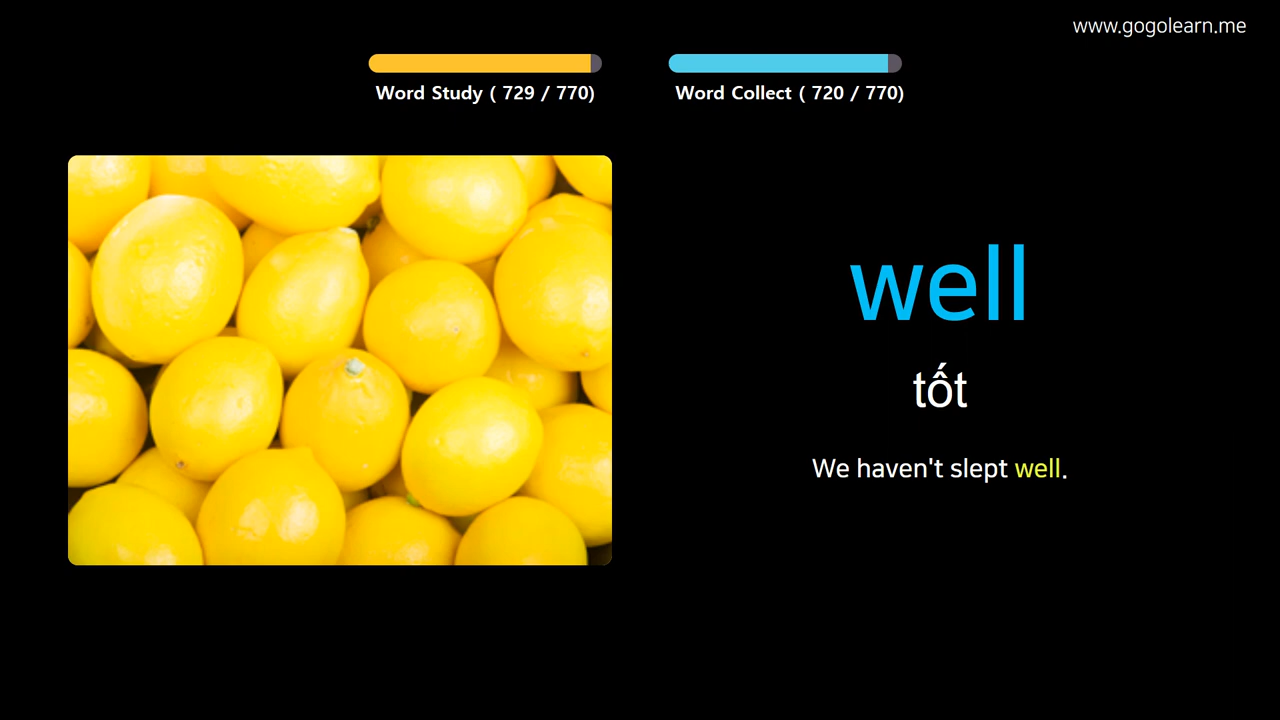 www.gogolearn.me
Word Study ( 729 / 770)
Word Collect ( 720 / 770)
well
tốt
We haven't slept well.